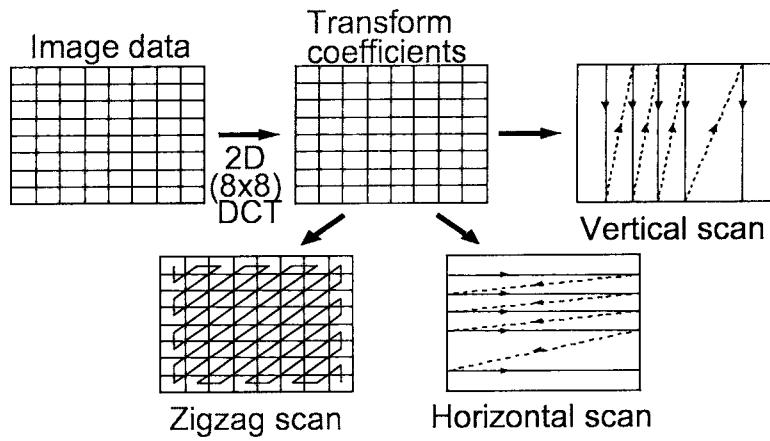 Image data
Transform
coefficients
2D
(8x8)
DCT
Vertical scan
Zigzag scan
Horizontal scan